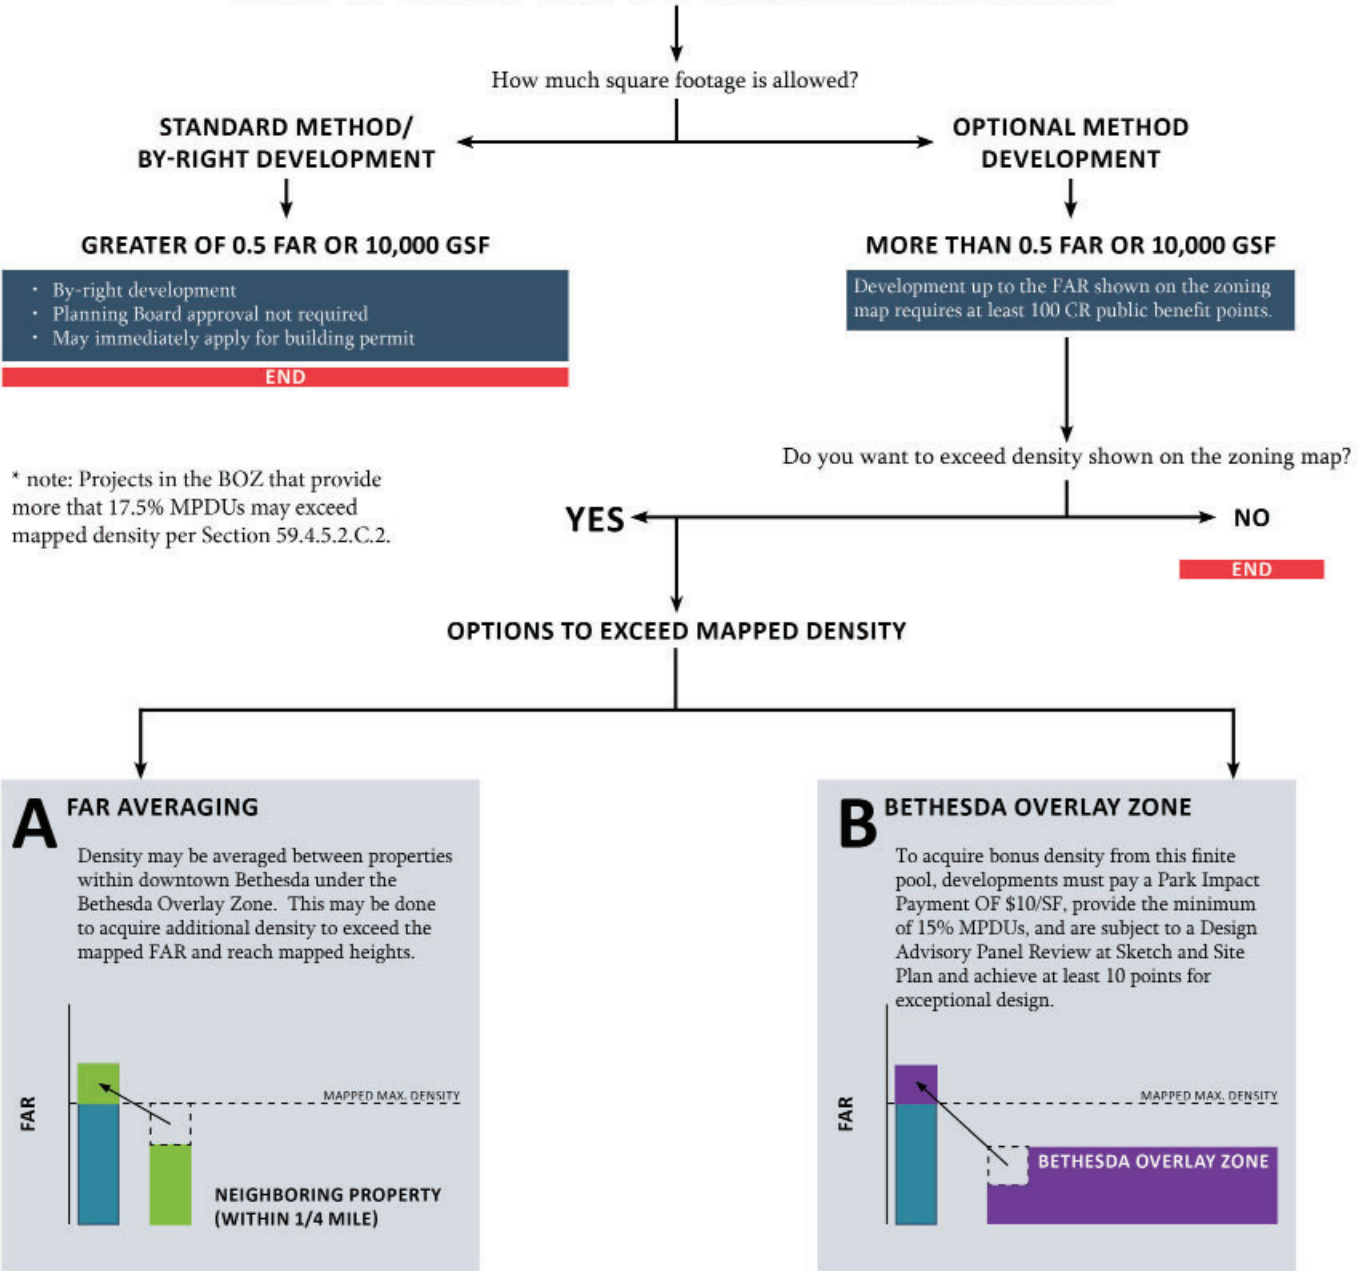 How much square footage is allowed?
STANDARD METHOD/
BY-RIGHT DEVELOPMENT
OPTIONAL METHOD
DEVELOPMENT
GREATER OF 0.5 FAR OR 10,000 GSF
MORE THAN 0.5 FAR OR 10,000 GSF
• By-right development
• Planning Board approval not required
• May immediately apply for building permit
END
Development up to the FAR shown on the zoning
map requires at least 100 CR public benefit points.
Do you want to exceed density shown on the zoning map?
* note: Projects in the BOZ that provide
more that 17.5% MPDUs may exceed
mapped density per Section 59.4.5.2.C.2.
YES
NO
END
OPTIONS TO EXCEED MAPPED DENSITY
A FAR AVERAGING
Density may be averaged between properties
within downtown Bethesda under the
Bethesda Overlay Zone. This may be done
to acquire additional density to exceed the
mapped FAR and reach mapped heights.
FAR
MAPPED MAX. DENSITY
NEIGHBORING PROPERTY
(WITHIN 1/4 MILE)
B BETHESDA OVERLAY ZONE
To acquire bonus density from this finite
pool, developments must pay a Park Impact
Payment OF $10/SF, provide the minimum
of 15% MPDUs, and are subject to a Design
Advisory Panel Review at Sketch and Site
Plan and achieve at least 10 points for
exceptional design.
FAR
MAPPED MAX. DENSITY
BETHESDA OVERLAY ZONE